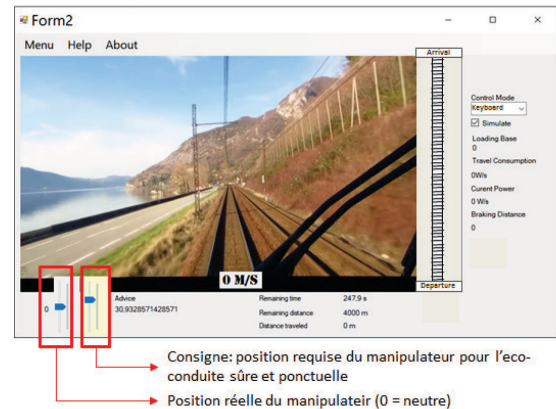 Form2
Menu Help About
Arrival
Control Mode
Keyboard
Simulate
Loading Base
0
Travel Consumption
0W/s
Curent Power
0 W/s
Braking Distance
0
0 M/S
Departure
0
Advice
30,9328571428571
Remaining time 247.9 s
Remaining distance 4000 m
Distance traveled 0 m
Consigne: position requise du manipulateur pour l'eco-
conduite sûre et ponctuelle
Position réelle du manipulateir (0 = neutre)